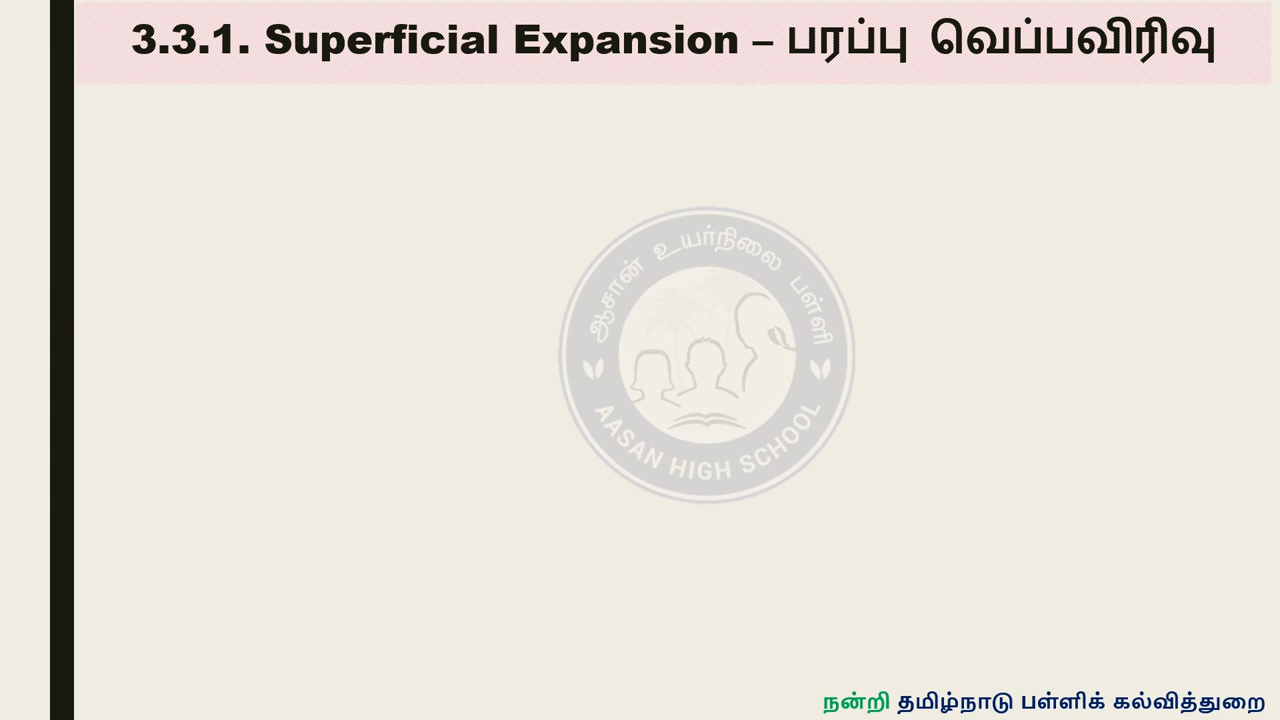 3.3.1. Superficial Expansion – பரப்பு வெப்பவிரிவு
ஆசான் உயர்நிலை பள்ளி
AASAN HIGH SCHOOL
நன்றி தமிழ்நாடு பள்ளிக் கல்வித்துறை